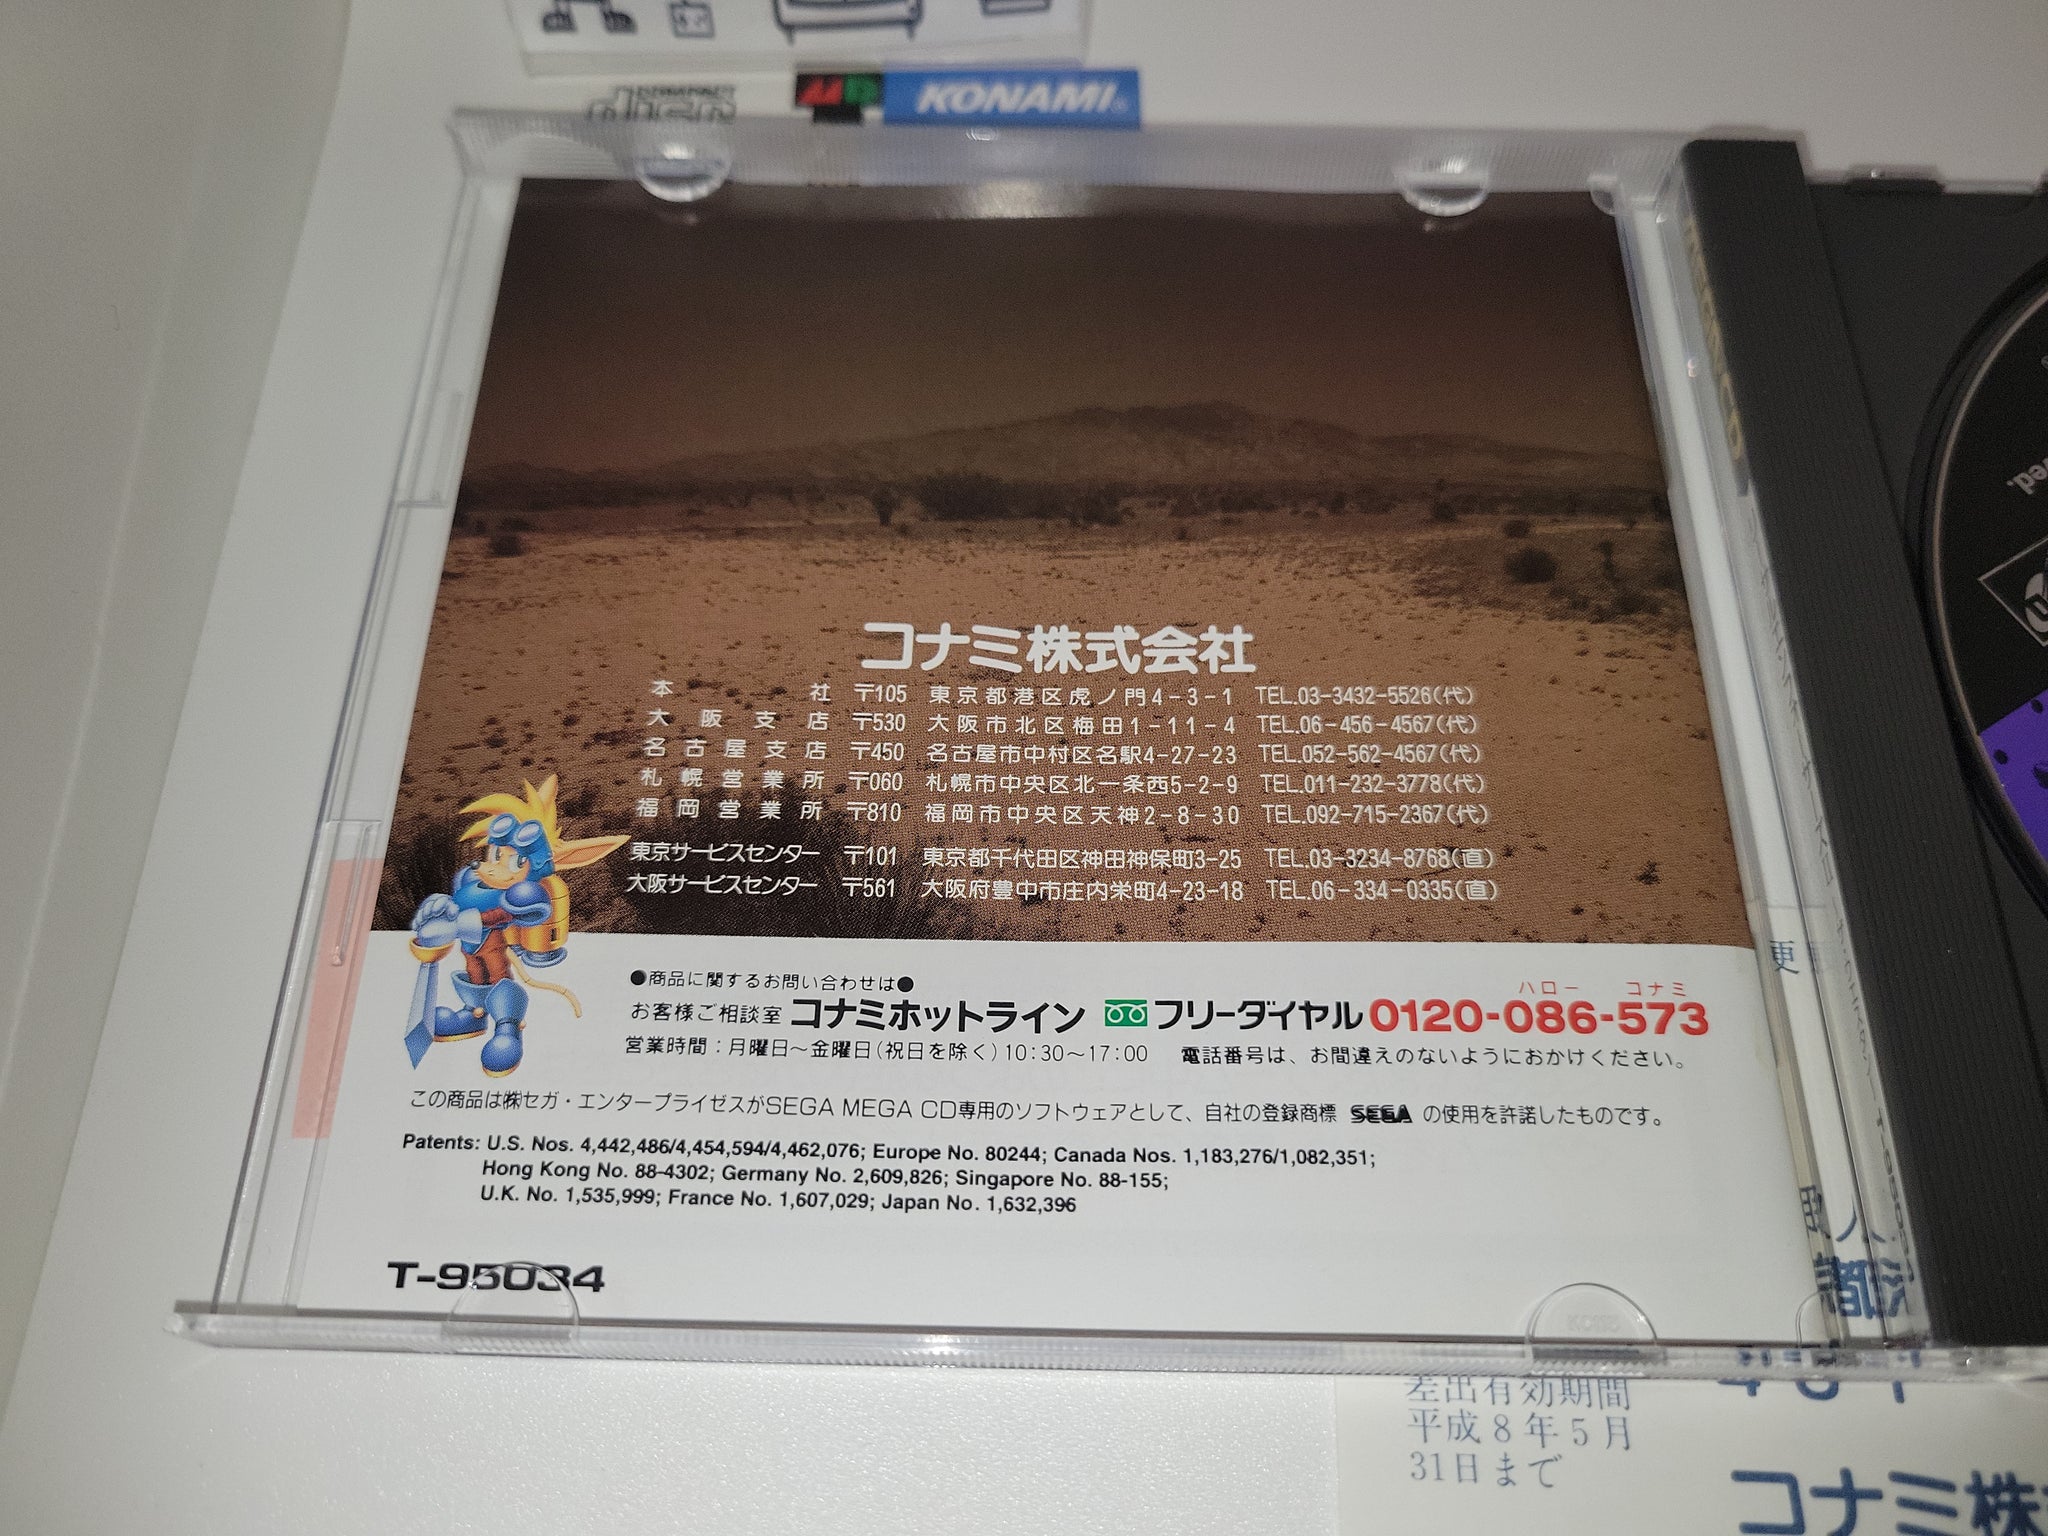 KONAMI
コナミ株式会社
本社 〒105 東京都港区虎ノ門4-3-1 TEL.03-3432-5526(代)
大阪支店 〒530 大阪市北区梅田1-11-4 TEL.06-456-4567(代)
名古屋支店 〒450 名古屋市中村区名駅4-27-23 TEL.052-562-4567(代)
札幌営業所 〒060 札幌市中央区北一条西5-2-9 TEL.011-232-3778(代)
福岡営業所 〒810 福岡市中央区天神2-8-30 TEL.092-715-2367(代)
東京サービスセンター 〒101 東京都千代田区神田神保町3-25 TEL.03-3234-8768(直)
大阪サービスセンター 〒561 大阪府豊中市庄内栄町4-23-18 TEL.06-334-0335(直)
●商品に関するお問い合わせは●
ハロー コナミ
お客様ご相談室 コナミホットライン フリーダイヤル 0120-086-573
営業時間：月曜日～金曜日(祝日を除く)10:30～17:00 電話番号は、お間違えのないようにおかけください。
この商品は㈱セガ・エンタープライゼスがSEGA MEGA CD専用のソフトウェアとして、自社の登録商標 SEGA の使用を許諾したものです。
Patents: U.S. Nos. 4,442,486/4,454,594/4,462,076; Europe No. 80244; Canada Nos. 1,183,276/1,082,351;
Hong Kong No. 88-4302; Germany No. 2,609,826; Singapore No. 88-155;
U.K. No. 1,535,999; France No. 1,607,029; Japan No. 1,632,396
T-95034
差出有効期間
平成8年5月
31日まで
コナミ株